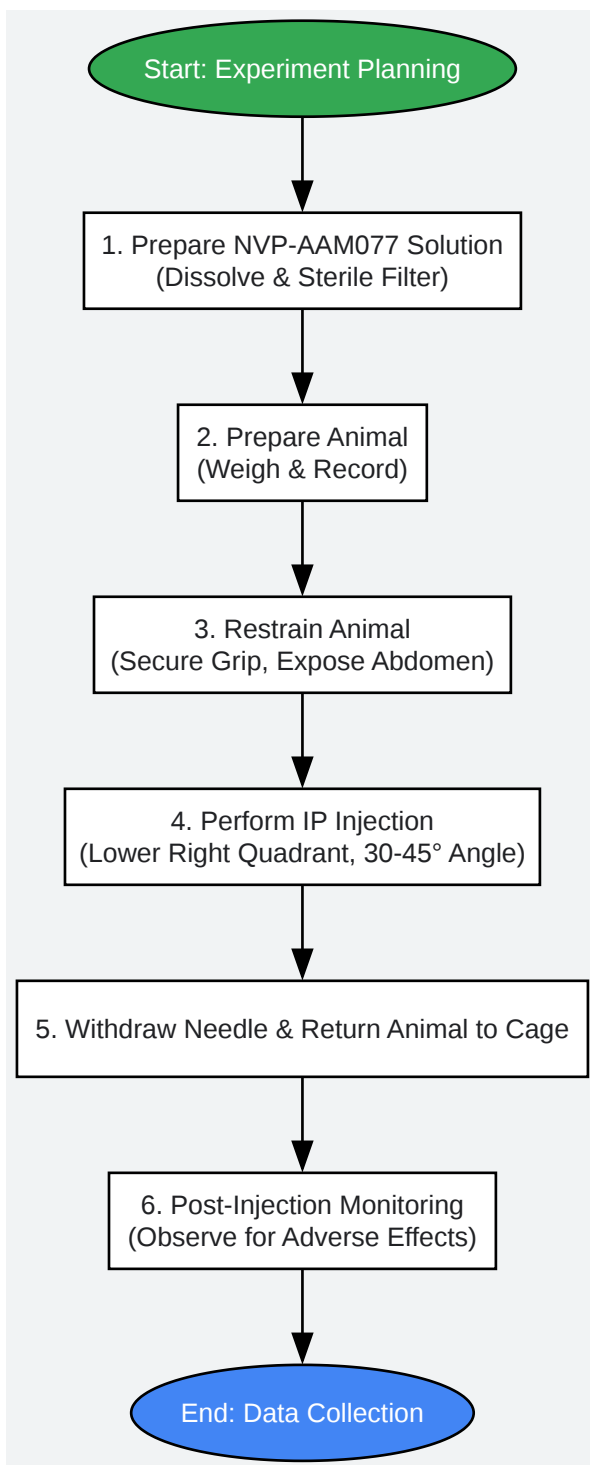 Start: Experiment Planning
1. Prepare NVP-AAM077 Solution
(Dissolve & Sterile Filter)
2. Prepare Animal
(Weigh & Record)
3. Restrain Animal
(Secure Grip, Expose Abdomen)
4. Perform IP Injection
(Lower Right Quadrant, 30-45° Angle)
5. Withdraw Needle & Return Animal to Cage
6. Post-Injection Monitoring
(Observe for Adverse Effects)
End: Data Collection